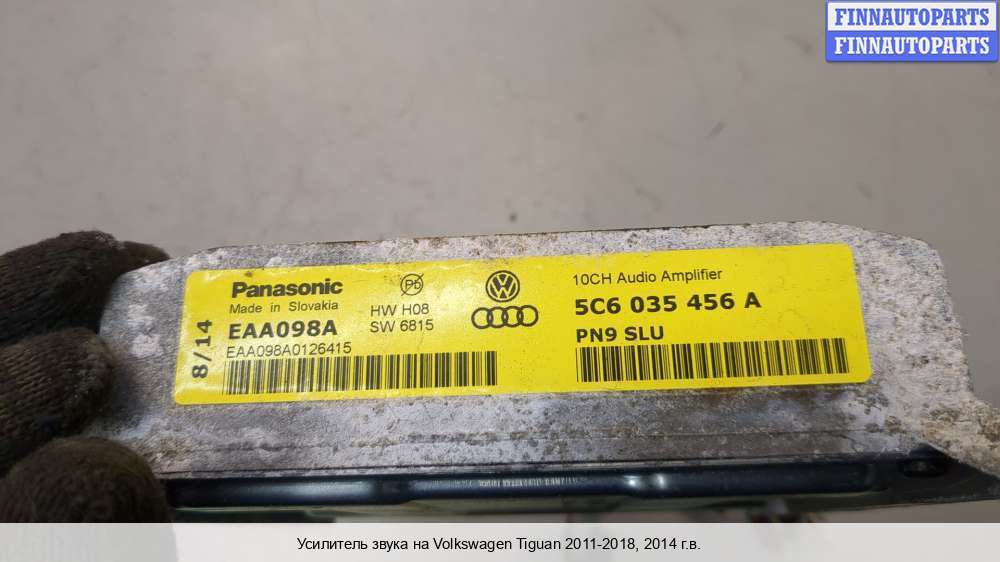 FINNAUTOPARTS
FINNAUTOPARTS
8/14
Panasonic
Made in Slovakia
EAA098A
EAA098A0126415
Pb
HW H08
SW 6815
10CH Audio Amplifier
5C6 035 456 A
PN9 SLU
Усилитель звука на Volkswagen Tiguan 2011-2018, 2014 г.в.